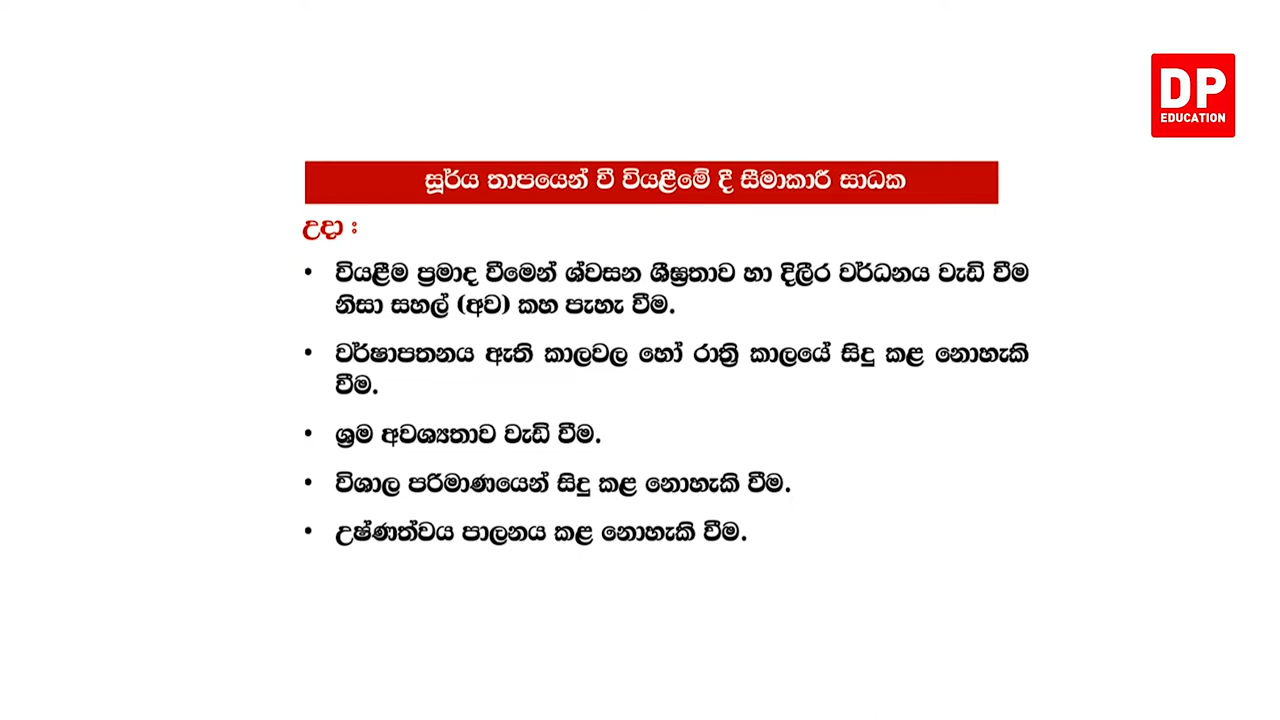 DP
EDUCATION
සූර්ය තාපයෙන් වී වියළීමේ දී සීමාකාරී සාධක
උදා :
• වියළීම ප්‍රමාද වීමෙන් ශ්වසන ශීඝ්‍රතාව හා දිලීර වර්ධනය වැඩි වීම
නිසා සහල් (අව) කහ පැහැ වීම.
• වර්ෂාපතනය ඇති කාලවල හෝ රාත්‍රි කාලයේ සිදු කළ නොහැකි
වීම.
• ශ්‍රම අවශ්‍යතාව වැඩි වීම.
• විශාල පරිමාණයෙන් සිදු කළ නොහැකි වීම.
• උෂ්ණත්වය පාලනය කළ නොහැකි වීම.